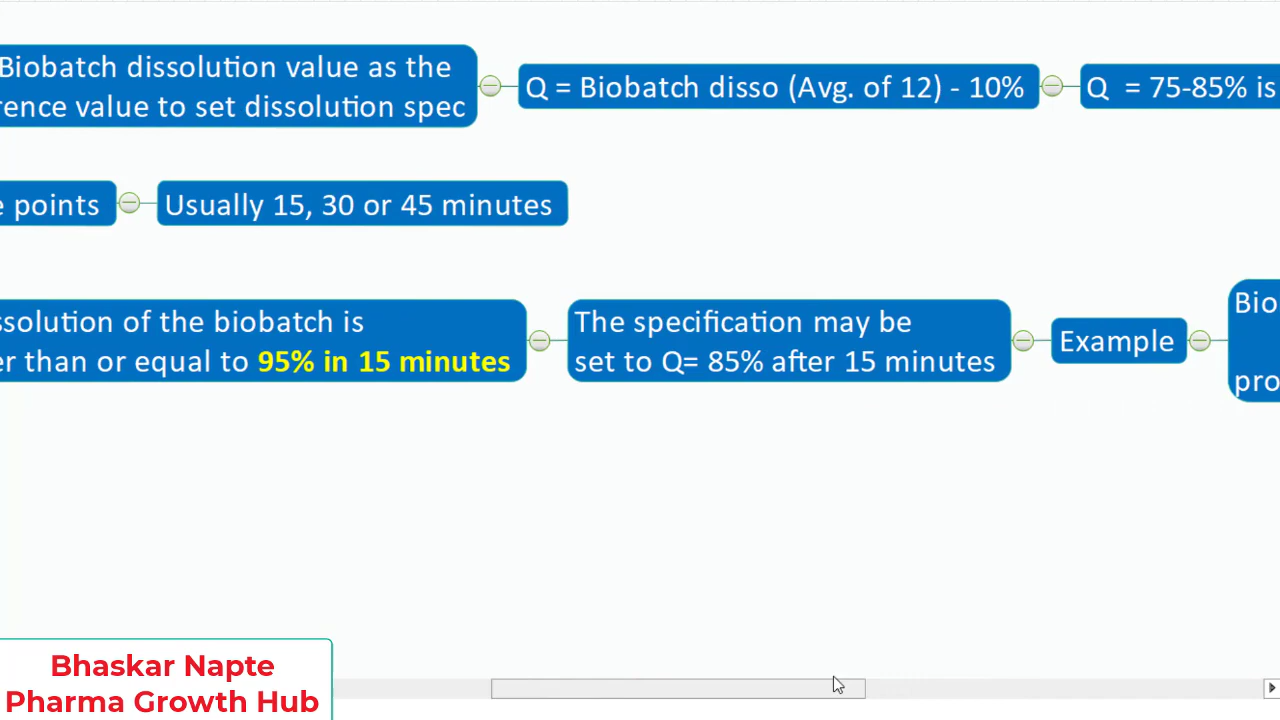 Biobatch dissolution value as the
rence value to set dissolution spec
Q = Biobatch disso (Avg. of 12) - 10%
Q = 75-85% is
e points
Usually 15, 30 or 45 minutes
ssolution of the biobatch is
er than or equal to 95% in 15 minutes
The specification may be
set to Q= 85% after 15 minutes
Example
Bio
pro
Bhaskar Napte
Pharma Growth Hub